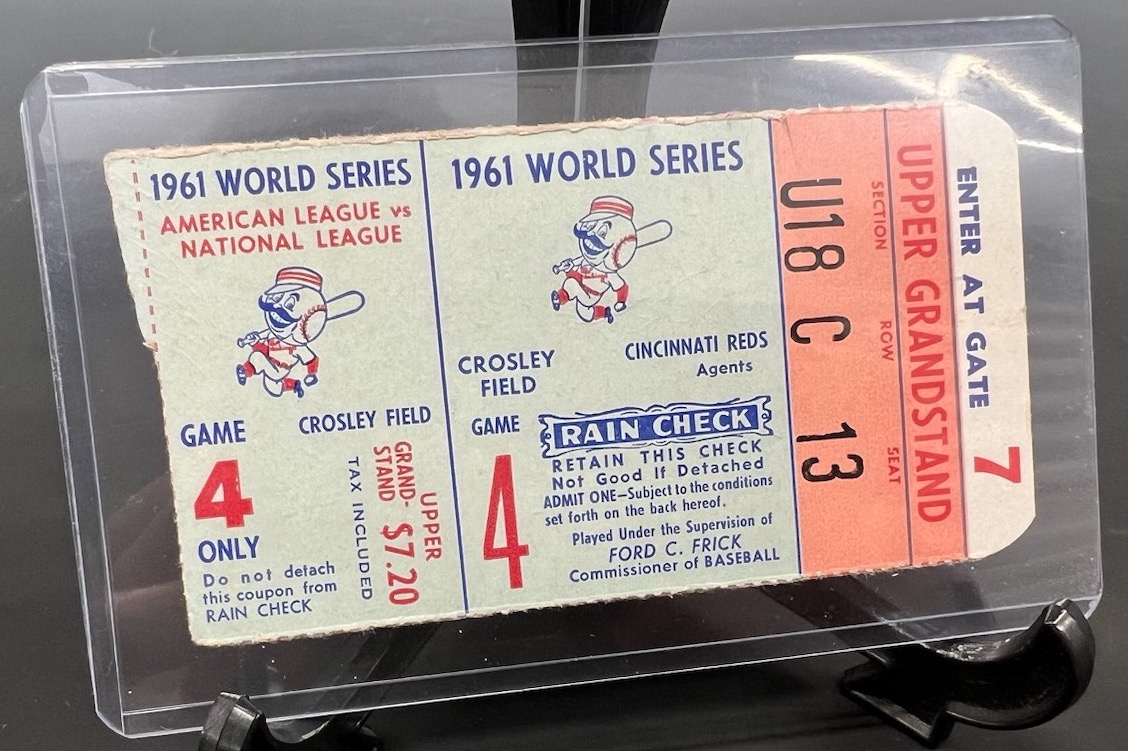 1961 WORLD SERIES
AMERICAN LEAGUE vs
NATIONAL LEAGUE
GAME
4
ONLY
CROSLEY FIELD
Do not detach
this coupon from
RAIN CHECK
UPPER
GRAND-
STAND $7.20
TAX INCLUDED
1961 WORLD SERIES
CROSLEY
FIELD
CINCINNATI REDS
Agents
GAME
4
RAIN CHECK
RETAIN THIS CHECK
Not Good If Detached
ADMIT ONE—Subject to the conditions
set forth on the back hereof.
Played Under the Supervision of
FORD C. FRICK
Commissioner of BASEBALL
U18 C 13
SECTION ROW SEAT
UPPER GRANDSTAND
ENTER AT GATE 7